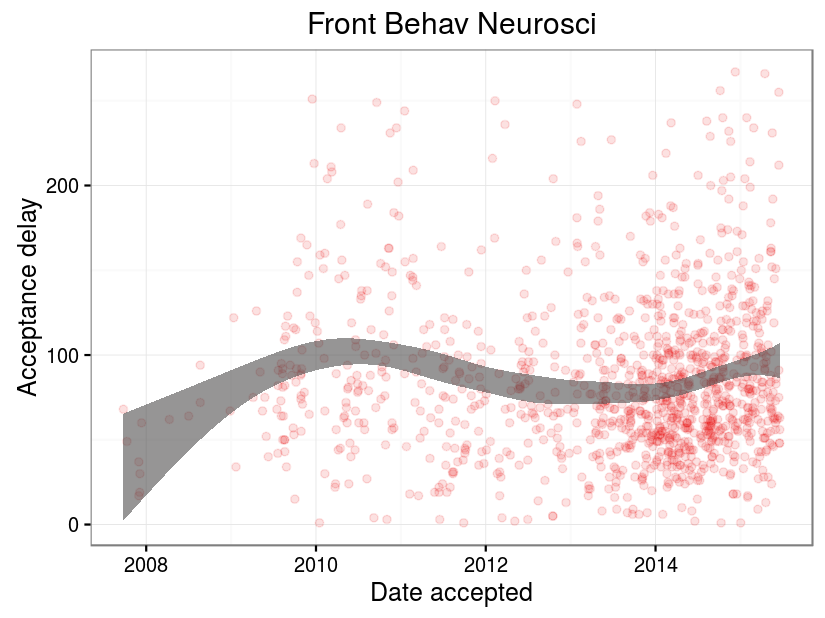 Front Behav Neurosci
Acceptance delay
200
100
0
2008 2010 2012 2014
Date accepted